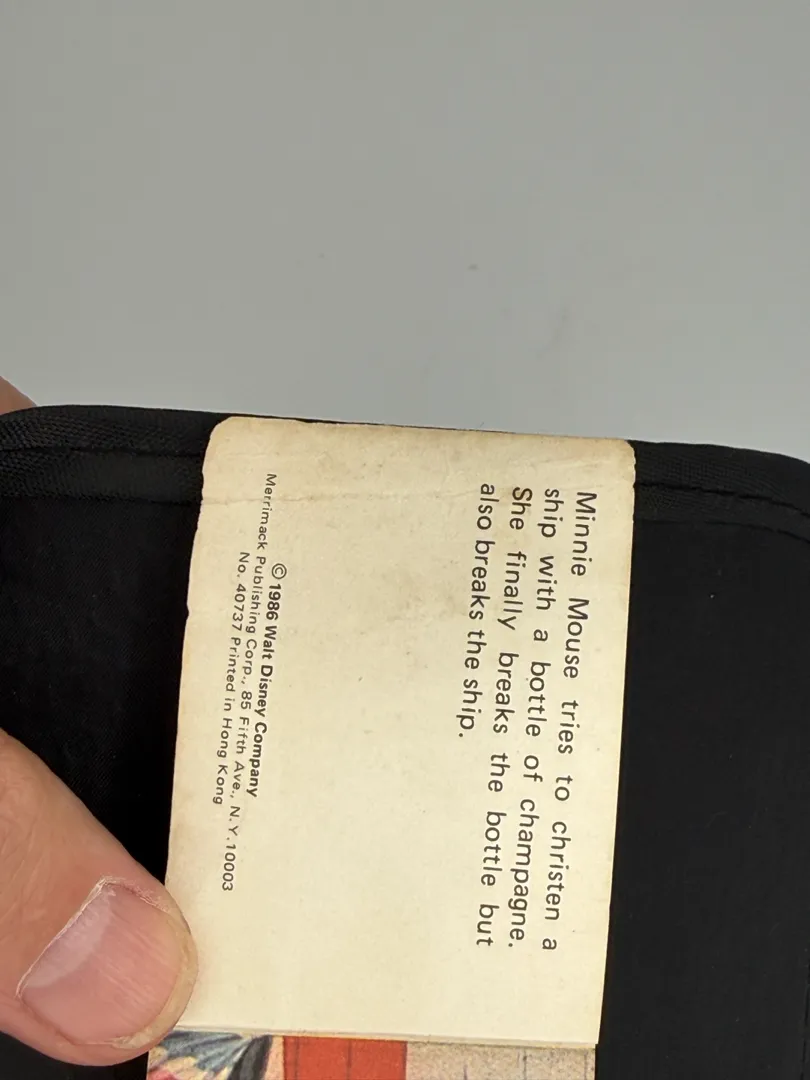 Minnie Mouse tries to christen a
ship with a bottle of champagne.
She finally breaks the bottle but
also breaks the ship.
© 1986 Walt Disney Company
Merrimack Publishing Corp., 85 Fifth Ave., N.Y.10003
No. 40737 Printed in Hong Kong